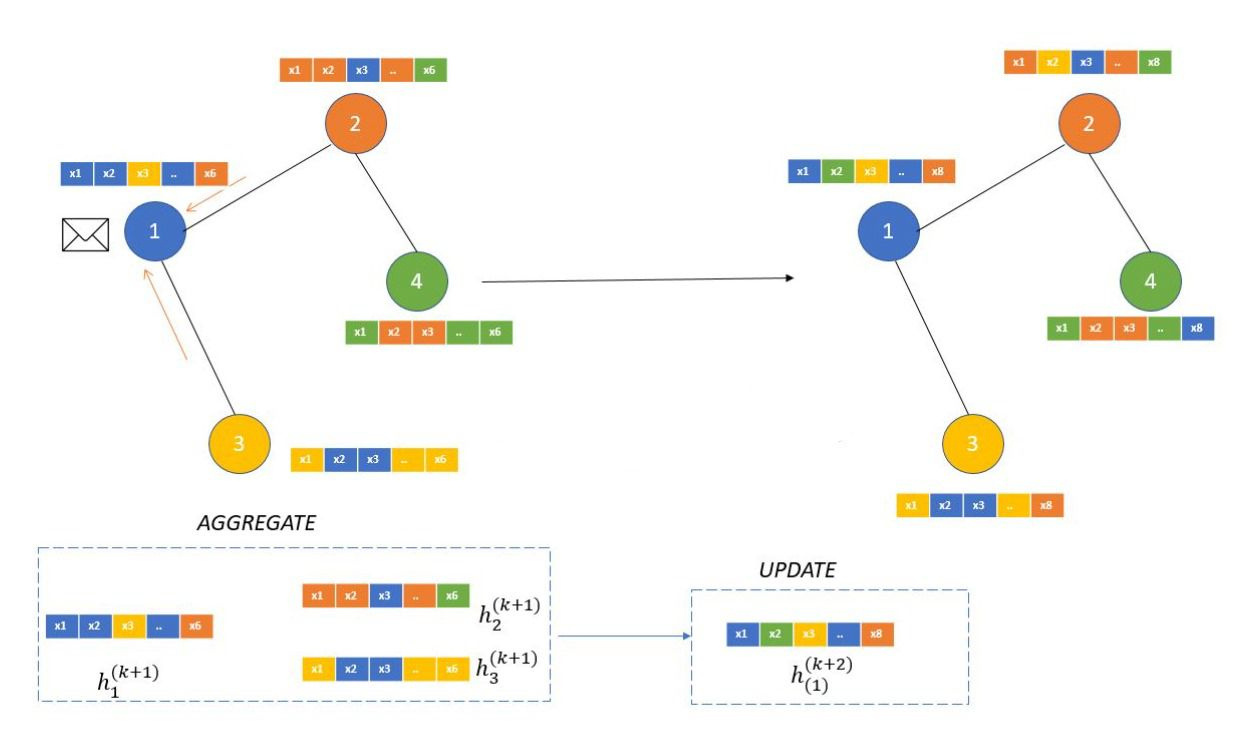 x1 x2 x3 .. x6
x1 x2 x3 .. x8
2
2
x1 x2 x3 .. x6
x1 x2 x3 .. x8
1
1
4
4
x1 x2 x3 .. x6
x1 x2 x3 .. x8
3
3
x1 x2 x3 .. x6
x1 x2 x3 .. x8
AGGREGATE
x1 x2 x3 .. x6
h_1^{(k+1)}
x1 x2 x3 .. x6
h_2^{(k+1)}
x1 x2 x3 .. x6
h_3^{(k+1)}
UPDATE
x1 x2 x3 .. x8
h_{(1)}^{(k+2)}